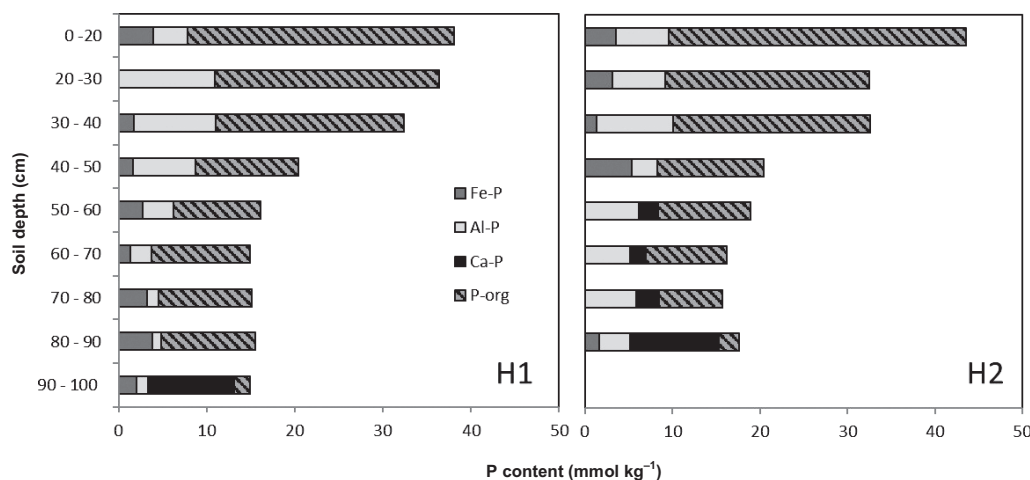 0 -20
20 -30
30 - 40
40 - 50
50 - 60
60 - 70
70 - 80
80 - 90
90 - 100
Soil depth (cm)
Fe-P
Al-P
Ca-P
P-org
H1
H2
0 10 20 30 40 50
0 10 20 30 40 50
P content (mmol kg⁻¹)